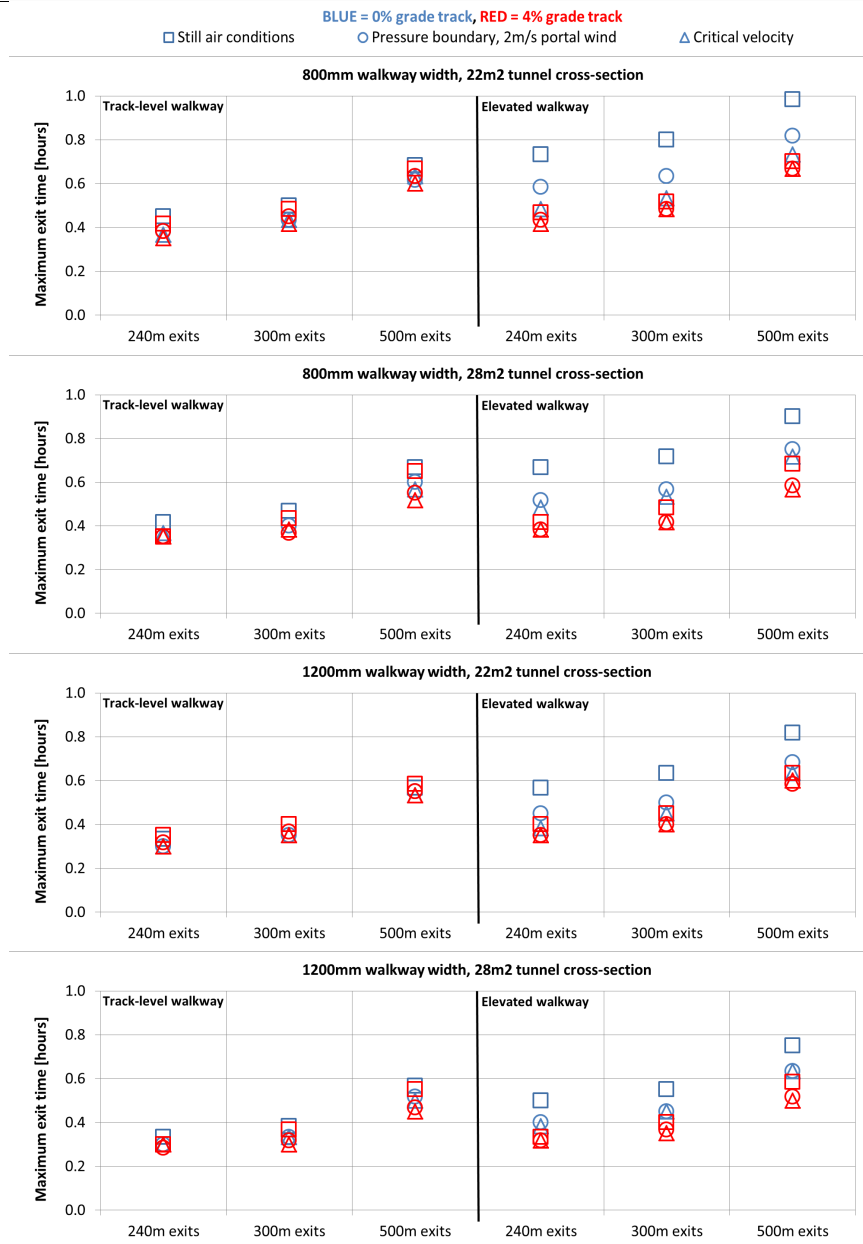 BLUE = 0% grade track, RED = 4% grade track
Still air conditions Pressure boundary, 2m/s portal wind Critical velocity
800mm walkway width, 22m2 tunnel cross-section
Maximum exit time [hours]
1.0
0.8
0.6
0.4
0.2
0.0
Track-level walkway Elevated walkway
240m exits 300m exits 500m exits 240m exits 300m exits 500m exits
800mm walkway width, 28m2 tunnel cross-section
Maximum exit time [hours]
1.0
0.8
0.6
0.4
0.2
0.0
Track-level walkway Elevated walkway
240m exits 300m exits 500m exits 240m exits 300m exits 500m exits
1200mm walkway width, 22m2 tunnel cross-section
Maximum exit time [hours]
1.0
0.8
0.6
0.4
0.2
0.0
Track-level walkway Elevated walkway
240m exits 300m exits 500m exits 240m exits 300m exits 500m exits
1200mm walkway width, 28m2 tunnel cross-section
Maximum exit time [hours]
1.0
0.8
0.6
0.4
0.2
0.0
Track-level walkway Elevated walkway
240m exits 300m exits 500m exits 240m exits 300m exits 500m exits